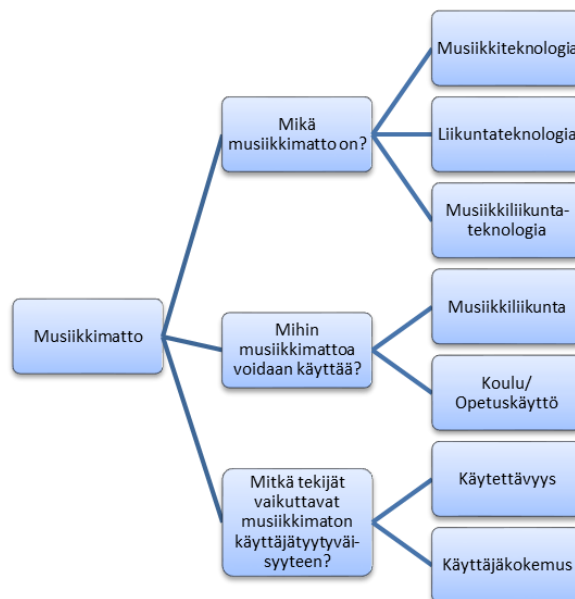 Musiikkimatto
Mikä
musiikkimatto on?
Musiikkiteknologia
Liikuntateknologia
Musiikkiliikunta-
teknologia
Mihin
musiikkimattoa
voidaan käyttää?
Musiikkiliikunta
Koulu/
Opetuskäyttö
Mitkä tekijät
vaikuttavat
musiikkimaton
käyttäjätyytyväi-
syyteen?
Käytettävyys
Käyttäjäkokemus